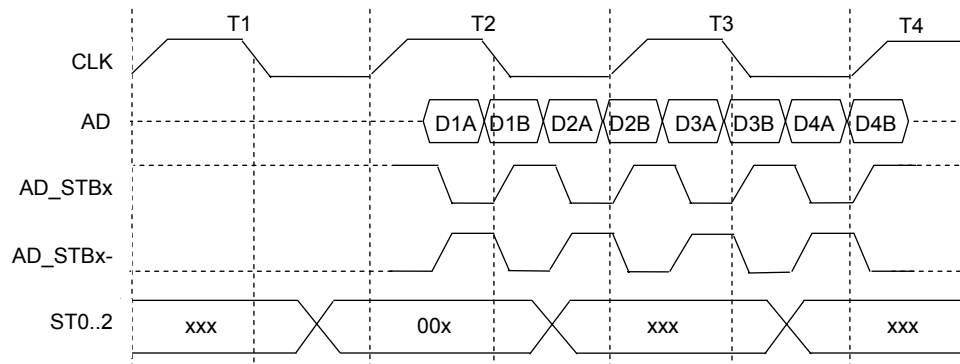 T1 T2 T3 T4
CLK
AD D1A D1B D2A D2B D3A D3B D4A D4B
AD_STBx
AD_STBx-
ST0..2 xxx 00x xxx xxx